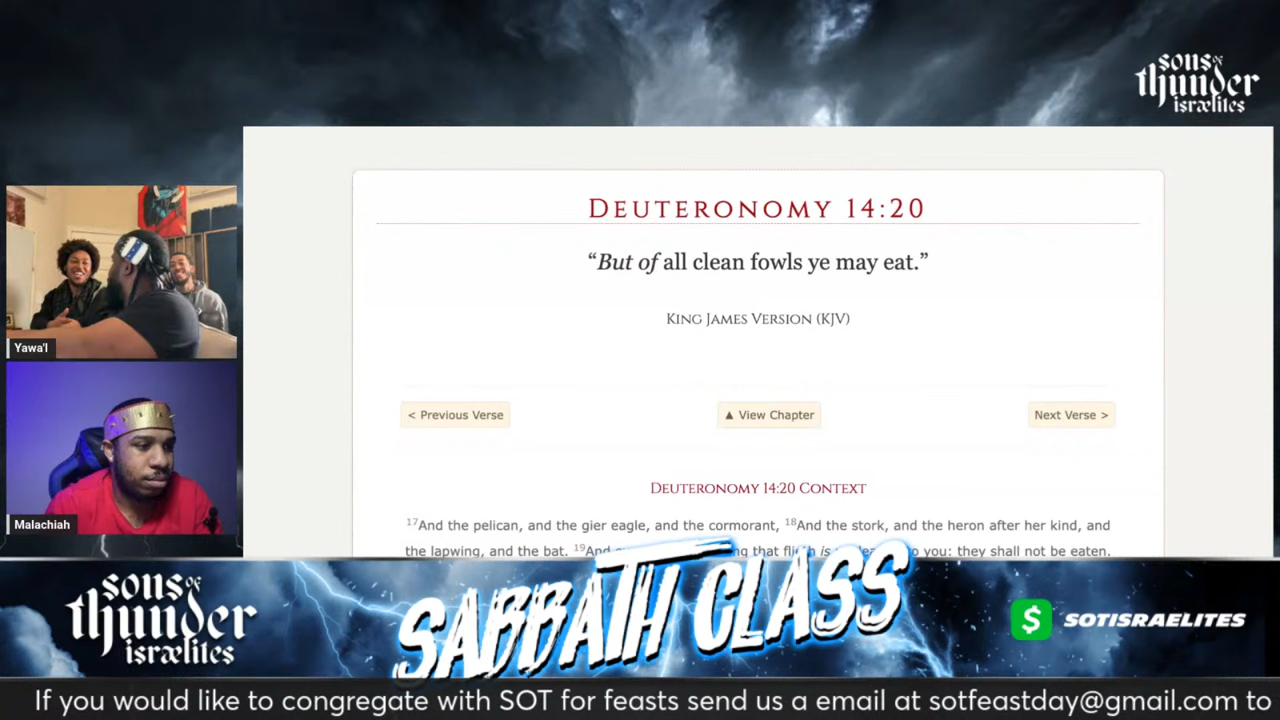 sons of
thunder
israelites
DEUTERONOMY 14:20
“But of all clean fowls ye may eat.”
KING JAMES VERSION (KJV)
< Previous Verse
▲ View Chapter
Next Verse >
DEUTERONOMY 14:20 CONTEXT
17And the pelican, and the gier eagle, and the cormorant, 18And the stork, and the heron after her kind, and
the lapwing, and the bat. 19And that is to you: they shall not be eaten.
Yawa'l
Malachiah
sons of
thunder
israelites
SABBATH CLASS
$ SOTISRAELITES
If you would like to congregate with SOT for feasts send us a email at sotfeastday@gmail.com to